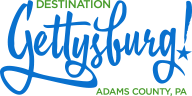 DESTINATION
Gettysburg!
ADAMS COUNTY, PA